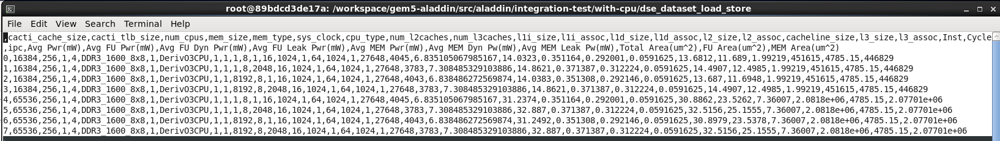 root@89bdcd3de17a: /workspace/gem5-aladdin/src/aladdin/integration-test/with-cpu/dse_dataset_load_store
File Edit View Search Terminal Help
,cacti_cache_size,cacti_tlb_size,num_cpus,mem_size,mem_type,sys_clock,cpu_type,num_l2caches,num_l3caches,l1i_size,l1i_assoc,l1d_size,l1d_assoc,l2_size,l2_assoc,cacheline_size,l3_size,l3_assoc,Inst,Cycle
,ipc,Avg Pwr(mW),Avg FU Pwr(mW),Avg FU Dyn Pwr(mW),Avg FU Leak Pwr(mW),Avg MEM Pwr(mW),Avg MEM Dyn Pw(mW),Avg MEM Leak Pw(mW),Total Area(um^2),FU Area(um^2),MEM Area(um^2)
0,16384,256,1,4,DDR3_1600_8x8,1,DerivO3CPU,1,1,1,8,1,16,1024,1,64,1024,1,27648,4045,6.835105067985167,14.0323,0.351164,0.292001,0.0591625,13.6812,11.689,1.99219,451615,4785.15,446829
1,16384,256,1,4,DDR3_1600_8x8,1,DerivO3CPU,1,1,1,8,2048,16,1024,1,64,1024,1,27648,3783,7.308485329103886,14.8621,0.371387,0.312224,0.0591625,14.4907,12.4985,1.99219,451615,4785.15,446829
2,16384,256,1,4,DDR3_1600_8x8,1,DerivO3CPU,1,1,8192,8,1,16,1024,1,64,1024,1,27648,4043,6.838486272569874,14.0383,0.351308,0.292146,0.0591625,13.687,11.6948,1.99219,451615,4785.15,446829
3,16384,256,1,4,DDR3_1600_8x8,1,DerivO3CPU,1,1,8192,8,2048,16,1024,1,64,1024,1,27648,3783,7.308485329103886,14.8621,0.371387,0.312224,0.0591625,14.4907,12.4985,1.99219,451615,4785.15,446829
4,65536,256,1,4,DDR3_1600_8x8,1,DerivO3CPU,1,1,1,8,1,16,1024,1,64,1024,1,27648,4045,6.835105067985167,31.2374,0.351164,0.292001,0.0591625,30.8862,23.5262,7.36007,2.0818e+06,4785.15,2.07701e+06
5,65536,256,1,4,DDR3_1600_8x8,1,DerivO3CPU,1,1,1,8,2048,16,1024,1,64,1024,1,27648,3783,7.308485329103886,32.887,0.371387,0.312224,0.0591625,32.5156,25.1555,7.36007,2.0818e+06,4785.15,2.07701e+06
6,65536,256,1,4,DDR3_1600_8x8,1,DerivO3CPU,1,1,8192,8,1,16,1024,1,64,1024,1,27648,4043,6.838486272569874,31.2492,0.351308,0.292146,0.0591625,30.8979,23.5378,7.36007,2.0818e+06,4785.15,2.07701e+06
7,65536,256,1,4,DDR3_1600_8x8,1,DerivO3CPU,1,1,8192,8,2048,16,1024,1,64,1024,1,27648,3783,7.308485329103886,32.887,0.371387,0.312224,0.0591625,32.5156,25.1555,7.36007,2.0818e+06,4785.15,2.07701e+06